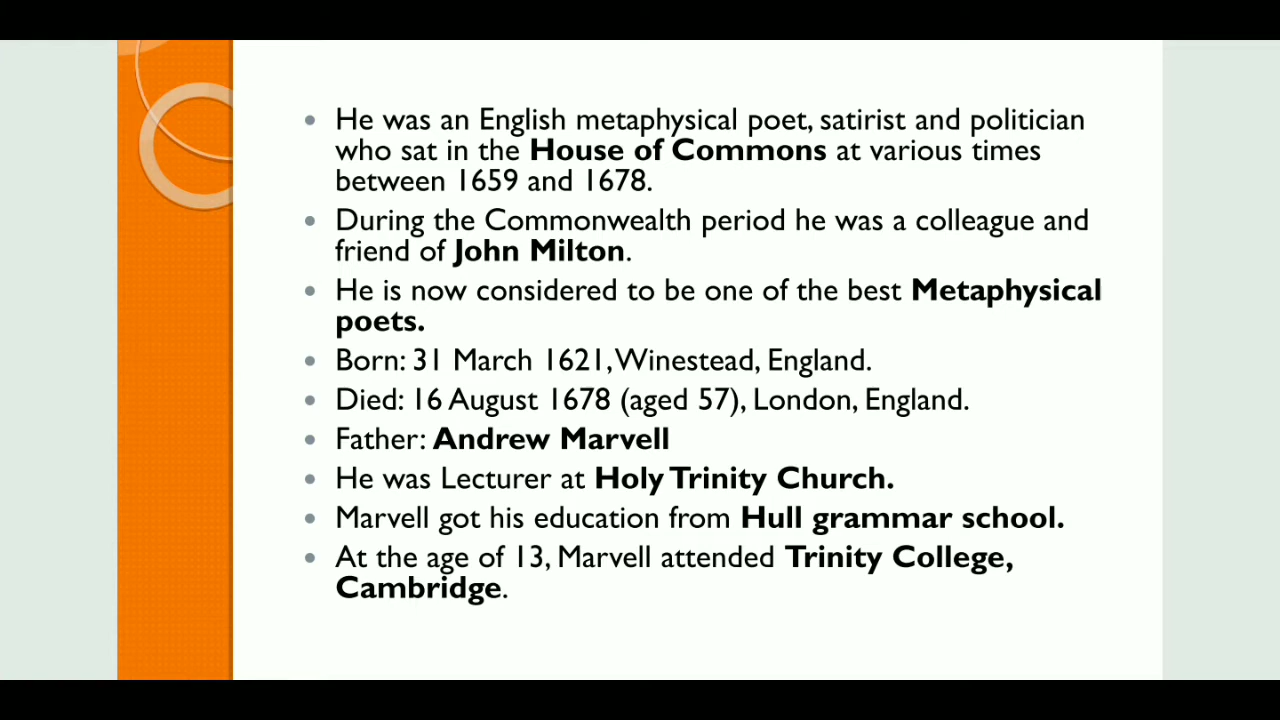 He was an English metaphysical poet, satirist and politician
who sat in the House of Commons at various times
between 1659 and 1678.
During the Commonwealth period he was a colleague and
friend of John Milton.
He is now considered to be one of the best Metaphysical
poets.
Born: 31 March 1621, Winestead, England.
Died: 16 August 1678 (aged 57), London, England.
Father: Andrew Marvell
He was Lecturer at Holy Trinity Church.
Marvell got his education from Hull grammar school.
At the age of 13, Marvell attended Trinity College,
Cambridge.